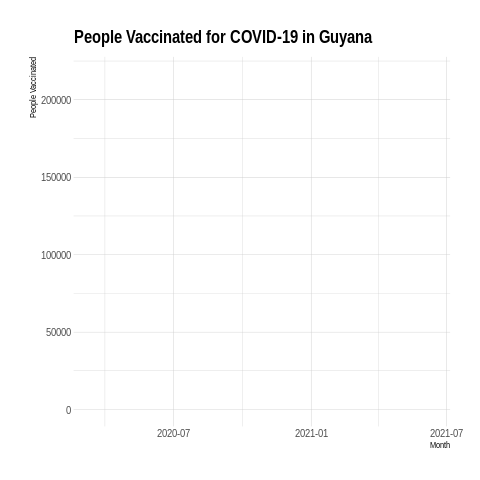 People Vaccinated for COVID-19 in Guyana
People Vaccinated
200000
150000
100000
50000
0
2020-07 2021-01 2021-07
Month